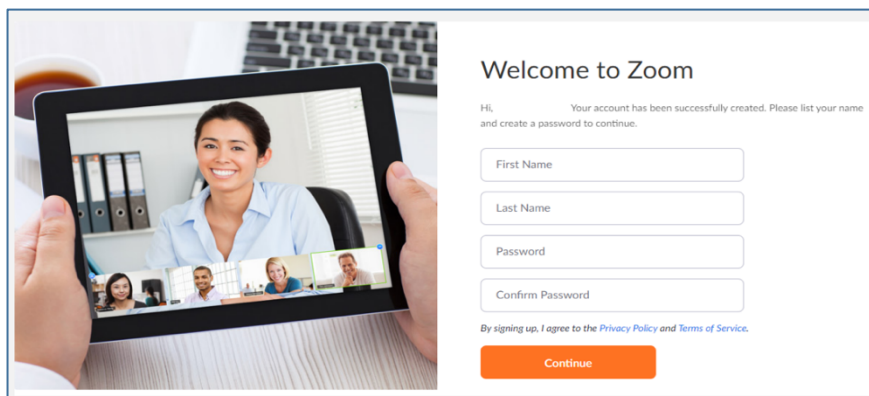 Welcome to Zoom
Hi, Your account has been successfully created. Please list your name
and create a password to continue.
First Name
Last Name
Password
Confirm Password
By signing up, I agree to the Privacy Policy and Terms of Service.
Continue